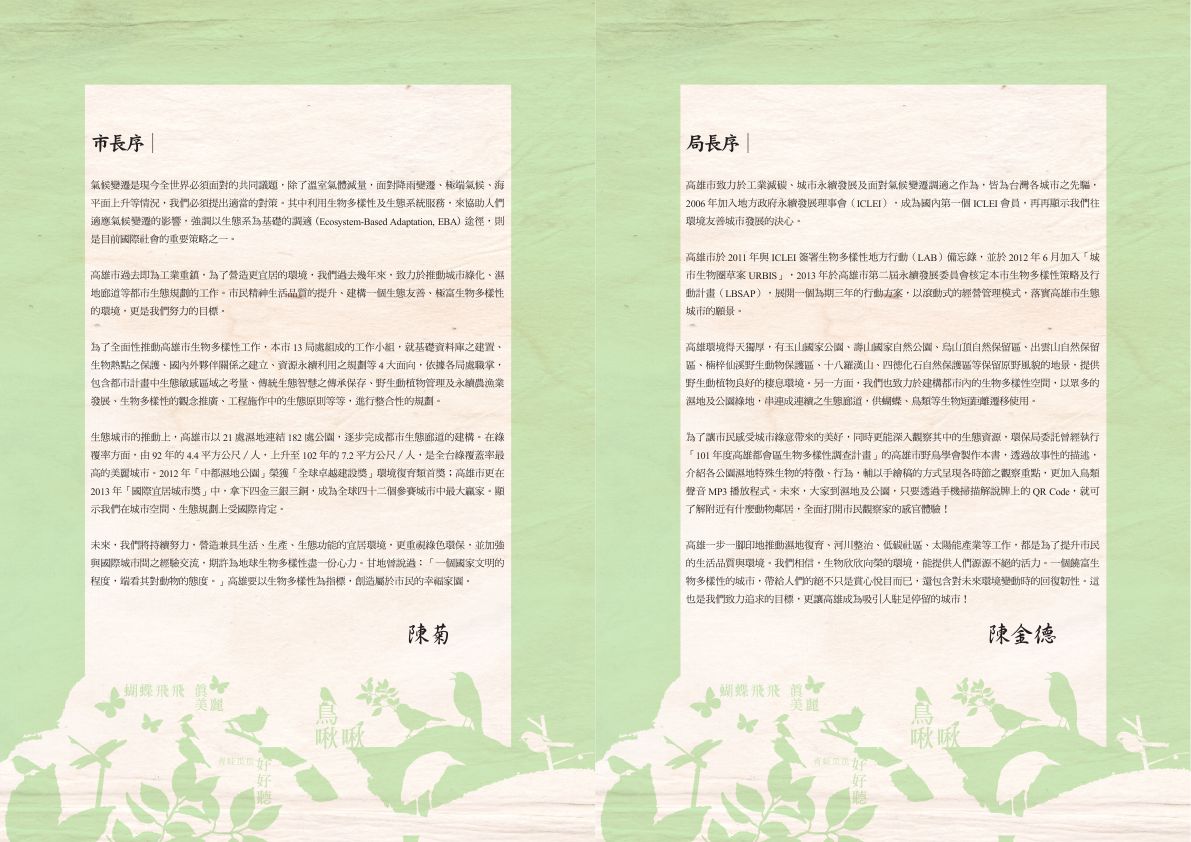 市長序
氣候變遷是現今全世界必須面對的共同議題，除了溫室氣體減量，面對降雨變遷、極端氣候、海
平面上升等情況，我們必須提出適當的對策。其中利用生物多樣性及生態系統服務，來協助人們
適應氣候變遷的影響，強調以生態系為基礎的調適（Ecosystem-Based Adaptation, EBA）途徑，則
是目前國際社會的重要策略之一。
高雄市過去即為工業重鎮，為了營造更宜居的環境，我們過去幾年來，致力於推動城市綠化、濕
地廊道等都市生態規劃的工作。市民精神生活品質的提升、建構一個生態友善、極富生物多樣性
的環境，更是我們努力的目標。
為了全面性推動高雄市生物多樣性工作，本市 13 局處組成的工作小組，就基礎資料庫之建置、
生物熱點之保護、國內外夥伴關係之建立、資源永續利用之規劃等 4 大面向，依據各局處職掌，
包含都市計畫中生態敏感區域之考量、傳統生態智慧之傳承保存、野生動植物管理及永續農漁業
發展、生物多樣性的觀念推廣、工程施作中的生態原則等等，進行整合性的規劃。
生態城市的推動上，高雄市以 21 處濕地連結 182 處公園，逐步完成都市生態廊道的建構。在綠
覆率方面，由 92 年的 4.4 平方公尺 / 人，上升至 102 年的 7.2 平方公尺 / 人，是全台綠覆蓋率最
高的美麗城市。2012 年「中都濕地公園」榮獲「全球卓越建設獎」環境復育類首獎；高雄市更在
2013 年「國際宜居城市獎」中，拿下四金三銀三銅，成為全球四十二個參賽城市中最大贏家。顯
示我們在城市空間、生態規劃上受國際肯定。
未來，我們將持續努力，營造兼具生活、生產、生態功能的宜居環境，更重視綠色環保，並加強
與國際城市間之經驗交流，期許為地球生物多樣性盡一份心力。甘地曾說過：「一個國家文明的
程度，端看其對動物的態度。」高雄要以生物多樣性為指標，創造屬於市民的幸福家園。
陳菊
蝴蝶飛飛 真
美麗
鳥
啾啾
青蛙呱呱
好好聽
局長序
高雄市致力於工業減碳、城市永續發展及面對氣候變遷調適之作為，皆為台灣各城市之先驅，
2006 年加入地方政府永續發展理事會（ICLEI），成為國內第一個 ICLEI 會員，再再顯示我們往
環境友善城市發展的決心。
高雄市於 2011 年與 ICLEI 簽署生物多樣性地方行動（LAB）備忘錄，並於 2012 年 6 月加入「城
市生物圈草案 URBIS」，2013 年於高雄市第二屆永續發展委員會核定本市生物多樣性策略及行
動計畫（LBSAP），展開一個為期三年的行動方案，以滾動式的經營管理模式，落實高雄市生態
城市的願景。
高雄環境得天獨厚，有玉山國家公園、壽山國家自然公園、烏山頂自然保留區、出雲山自然保留
區、楠梓仙溪野生動物保護區、十八羅漢山、四德化石自然保護區等保留原野風貌的地景，提供
野生動植物良好的棲息環境。另一方面，我們也致力於建構都市內的生物多樣性空間，以眾多的
濕地及公園綠地，串連成連續之生態廊道，供蝴蝶、鳥類等生物短距離遷移使用。
為了讓市民感受城市綠意帶來的美好，同時更能深入觀察其中的生態資源，環保局委託曾經執行
「101 年度高雄都會區生物多樣性調查計畫」的高雄市野鳥學會製作本書，透過故事性的描述，
介紹各公園濕地特殊生物的特徵、行為，輔以手繪稿的方式呈現各時節之觀察重點，更加入鳥類
聲音 MP3 播放程式。未來，大家到濕地及公園，只要透過手機掃描解說牌上的 QR Code，就可
了解附近有什麼動物鄰居，全面打開市民觀察家的感官體驗！
高雄一步一腳印地推動濕地復育、河川整治、低碳社區、太陽能產業等工作，都是為了提升市民
的生活品質與環境。我們相信，生物欣欣向榮的環境，能提供人們源源不絕的活力。一個饒富生
物多樣性的城市，帶給人們的絕不只是賞心悅目而已，還包含對未來環境變動時的回復韌性。這
也是我們致力追求的目標，更讓高雄成為吸引人駐足停留的城市！
陳金德
蝴蝶飛飛 真
美麗
鳥
啾啾
青蛙呱呱
好好聽